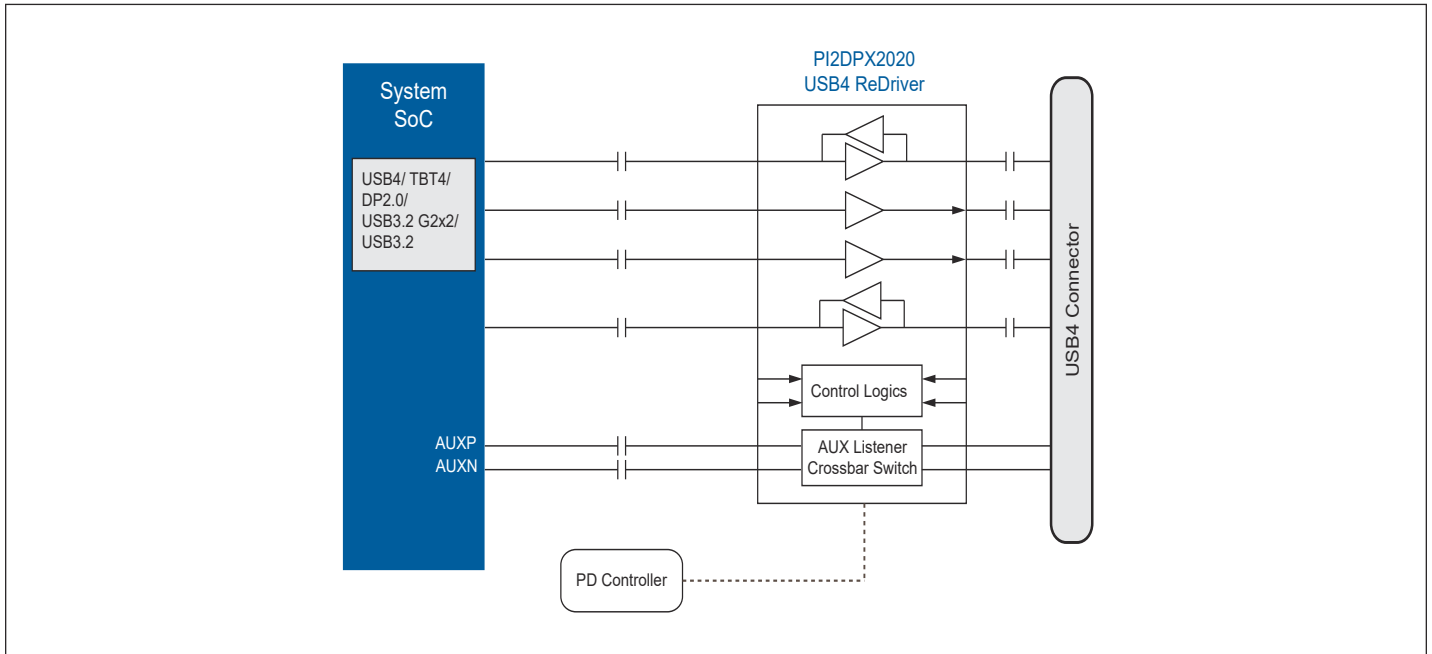 PI2DPX2020
USB4 ReDriver
System
SoC
USB4/ TBT4/
DP2.0/
USB3.2 G2x2/
USB3.2
USB4 Connector
Control Logics
AUXP
AUXN
AUX Listener
Crossbar Switch
PD Controller